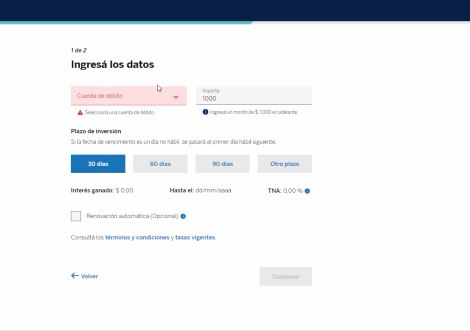 1 de 2
Ingresá los datos
Cuenta de débito
Importe
1000
Seleccioná una cuenta de débito
Ingresá un monto de $ 1000 en adelante
Plazo de inversión
Si la fecha de vencimiento es un día no hábil, se pasará al primer día hábil siguiente.
30 días
60 días
90 días
Otro plazo
Interés ganado: $ 0,00
Hasta el: dd/mm/aaaa
TNA: 0,00 %
Renovación automática (Opcional)
Consultá los términos y condiciones y tasas vigentes.
Volver
Continuar